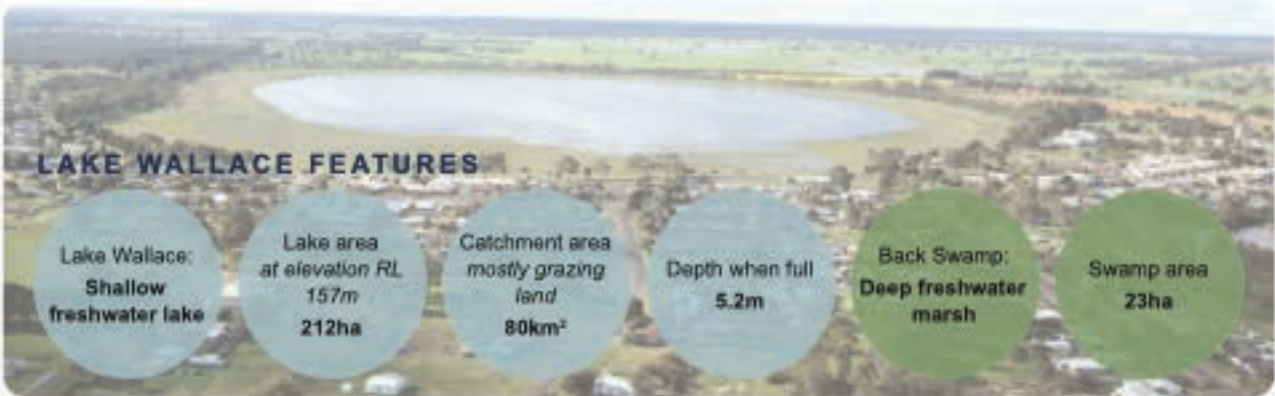 LAKE WALLACE FEATURES
Lake Wallace:
Shallow
freshwater lake
Lake area
at elevation RL
157m
212ha
Catchment area
mostly grazing
land
80km²
Depth when full
5.2m
Back Swamp:
Deep freshwater
marsh
Swamp area
23ha